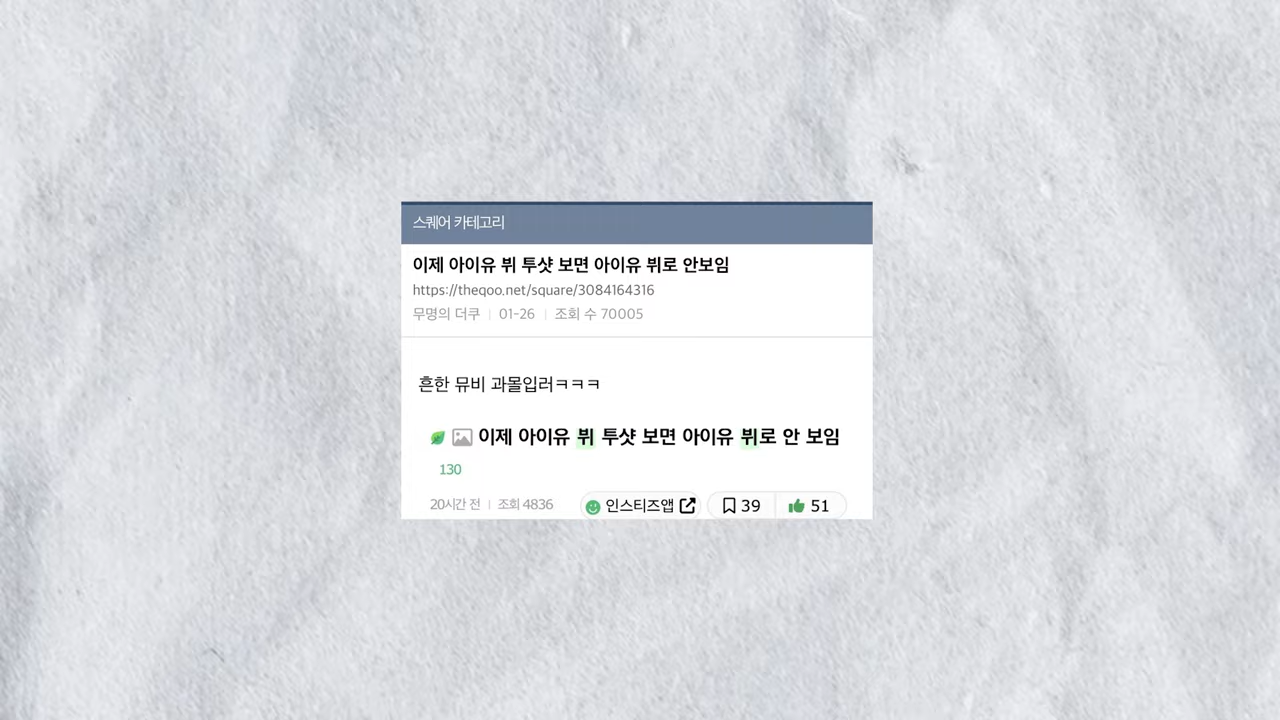 스퀘어 카테고리
이제 아이유 뷔 투샷 보면 아이유 뷔로 안보임
https://theqoo.net/square/3084164316
무명의 더쿠 | 01-26 | 조회 수 70005
흔한 뮤비 과몰입러ㅋㅋㅋ
이제 아이유 뷔 투샷 보면 아이유 뷔로 안 보임
130
20시간 전 | 조회 4836 인스티즈앱 39 51